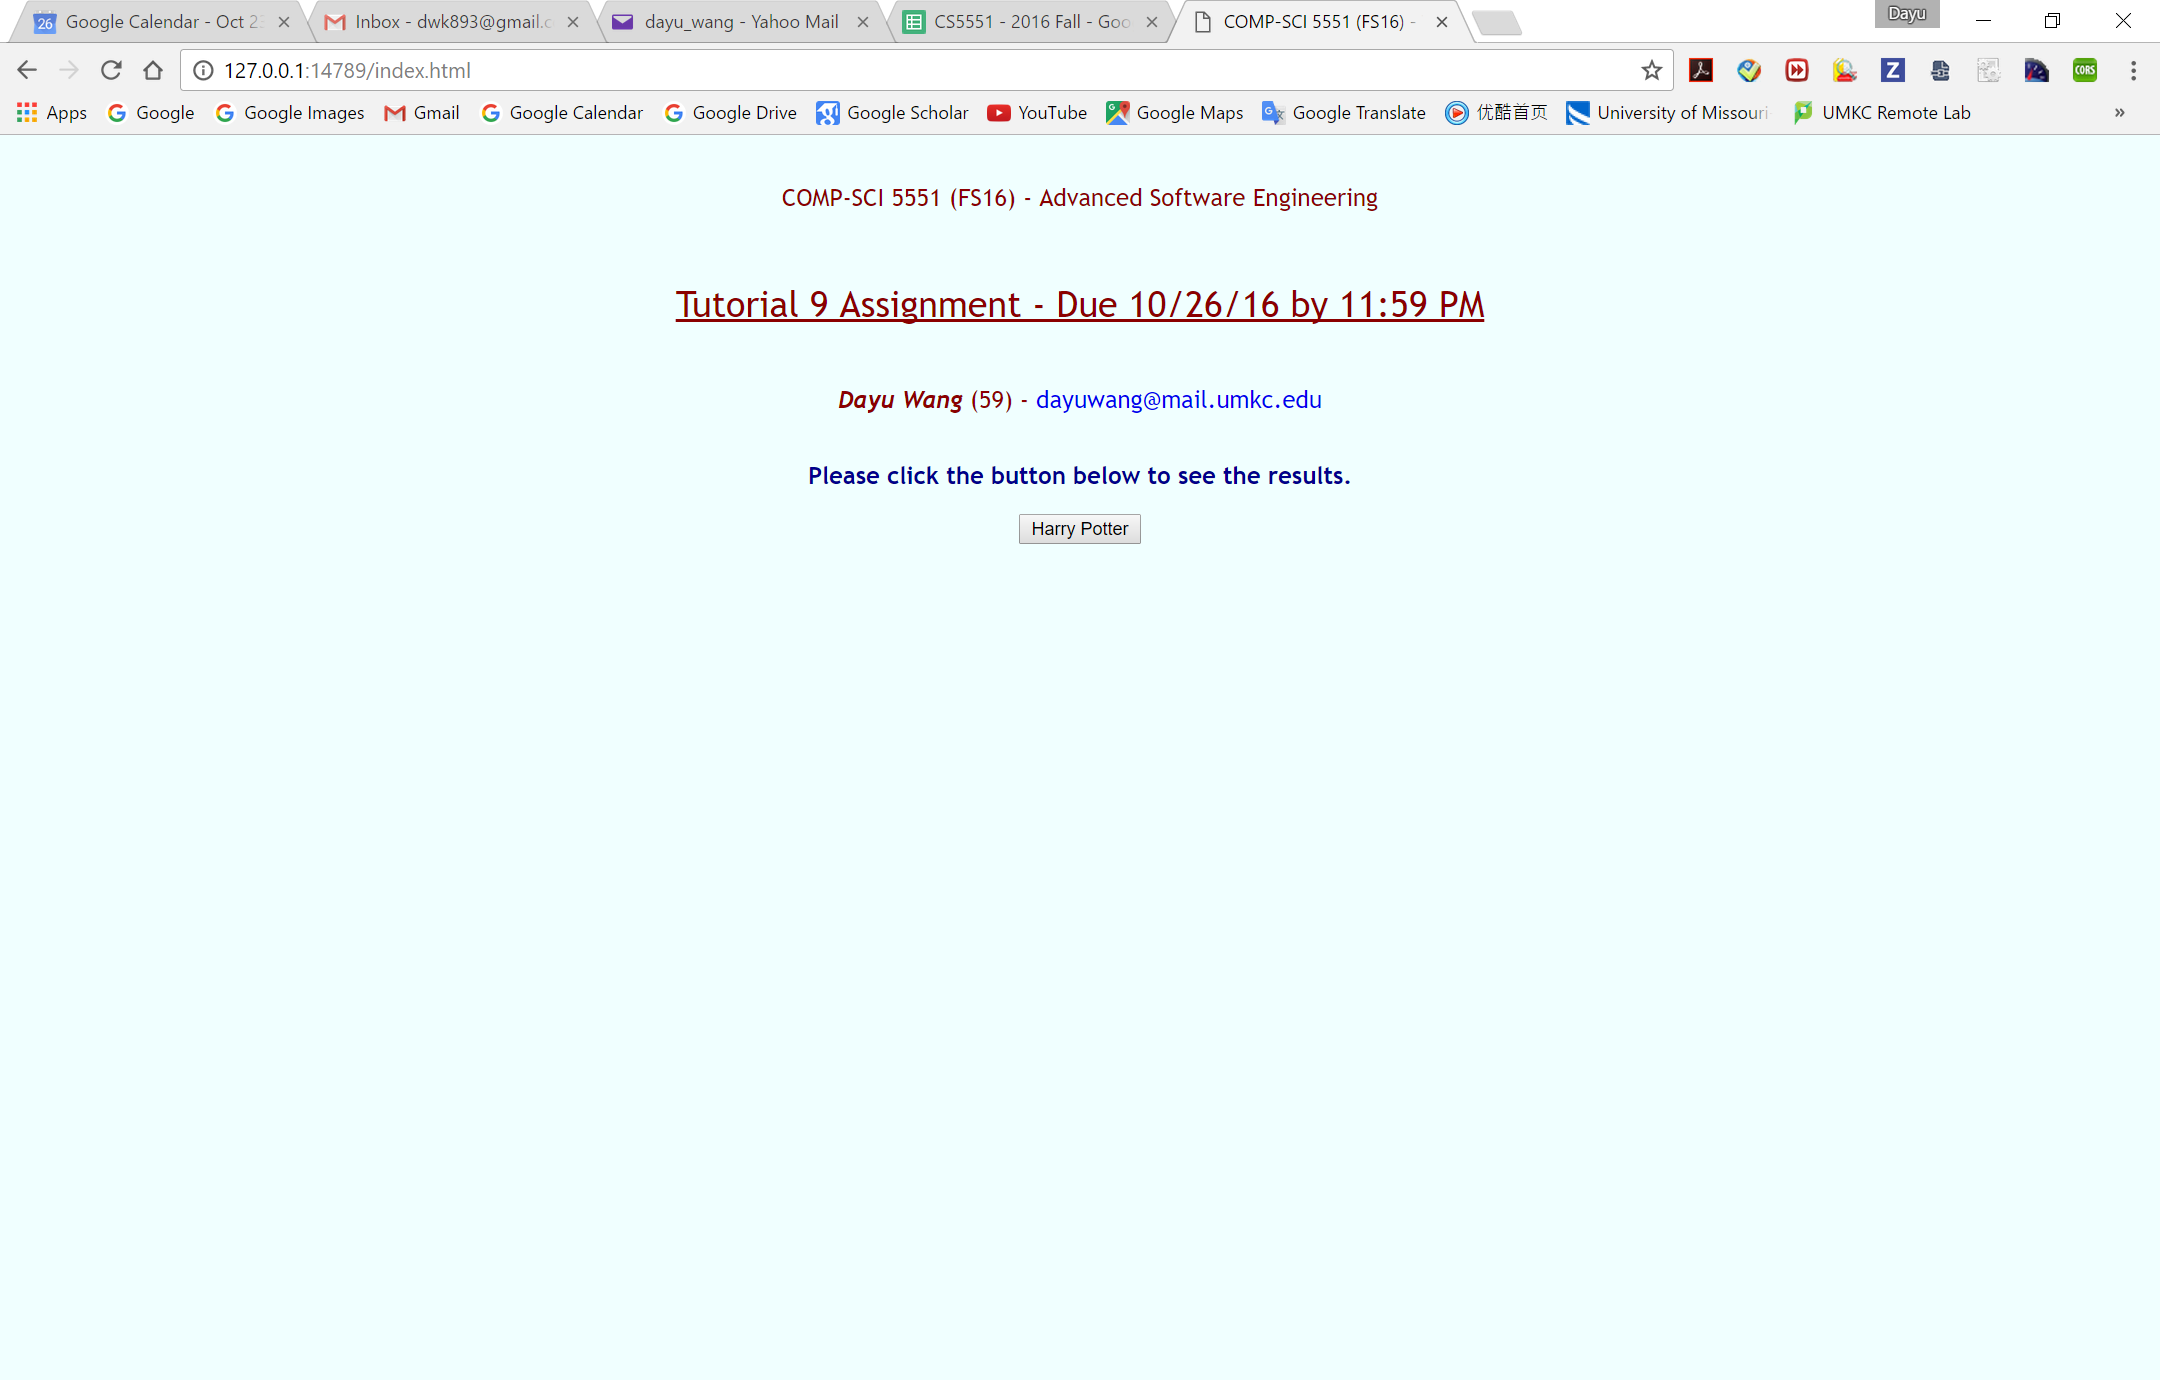 Google Calendar - Oct 2
Inbox - dwk893@gmail.c
dayu_wang - Yahoo Mail
CS5551 - 2016 Fall - Goo
COMP-SCI 5551 (FS16) -
Dayu
127.0.0.1:14789/index.html
Apps
Google
Google Images
Gmail
Google Calendar
Google Drive
Google Scholar
YouTube
Google Maps
Google Translate
优酷首页
University of Missouri
UMKC Remote Lab
»
COMP-SCI 5551 (FS16) - Advanced Software Engineering
Tutorial 9 Assignment - Due 10/26/16 by 11:59 PM
Dayu Wang (59) - dayuwang@mail.umkc.edu
Please click the button below to see the results.
Harry Potter